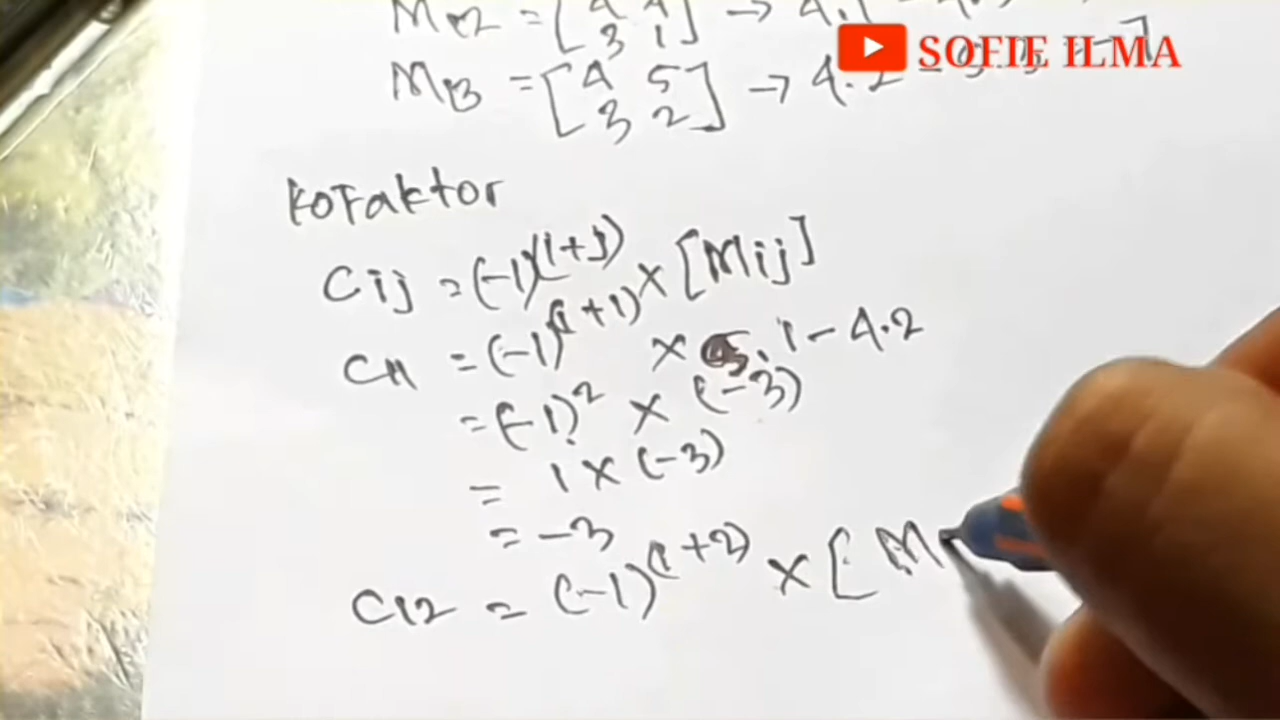 M12 = [4 4 / 3 1] → 4.1 - 4.
SOFIE ILMA
M13 = [4 5 / 3 2] → 4.2
KOFaktor
Cij = (-1)(i+j) × [Mij]
C11 = (-1)(1+1) × 5.1-4.2
= (-1)² × (-3)
= 1 × (-3)
= -3
C12 = (-1)(1+2) × [M